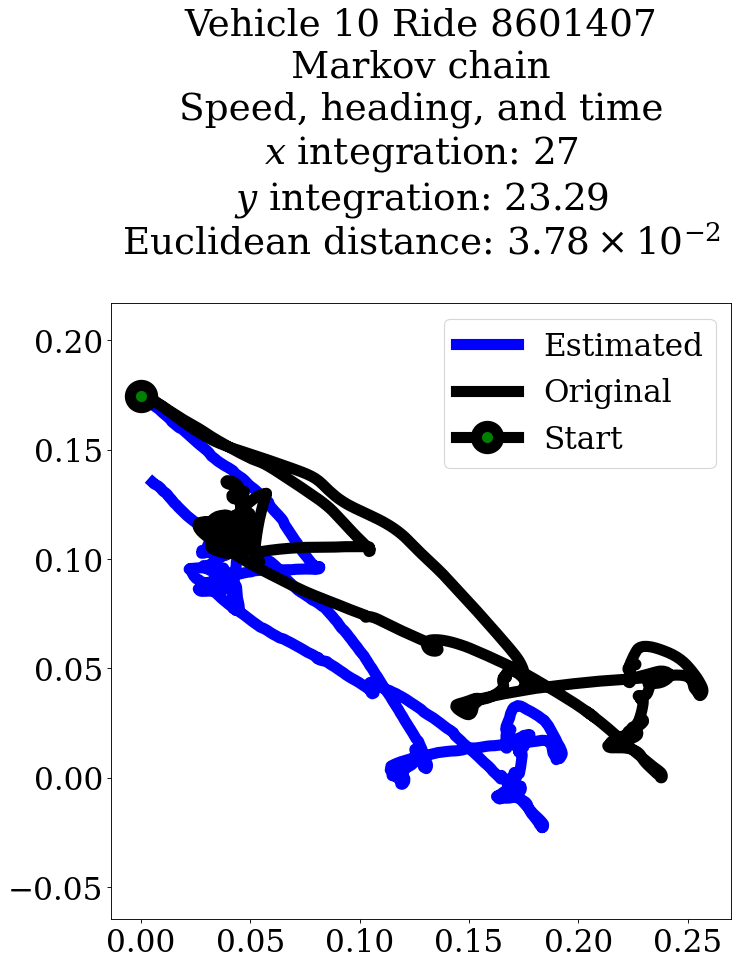 Vehicle 10 Ride 8601407
Markov chain
Speed, heading, and time
x integration: 27
y integration: 23.29
Euclidean distance: 3.78 × 10⁻²
Estimated
Original
Start
0.20
0.15
0.10
0.05
0.00
−0.05
0.00 0.05 0.10 0.15 0.20 0.25